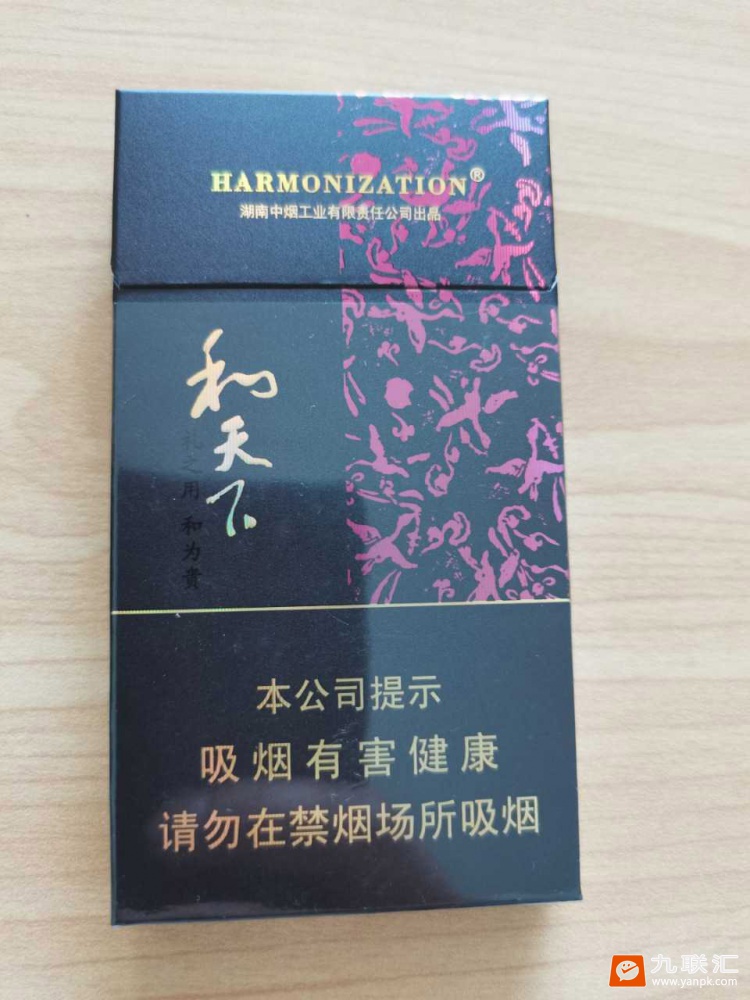 HARMONIZATION®
湖南中烟工业有限责任公司出品
和天下
礼之用 和为贵
本公司提示
吸烟有害健康
请勿在禁烟场所吸烟
九联汇
www.yanpk.com